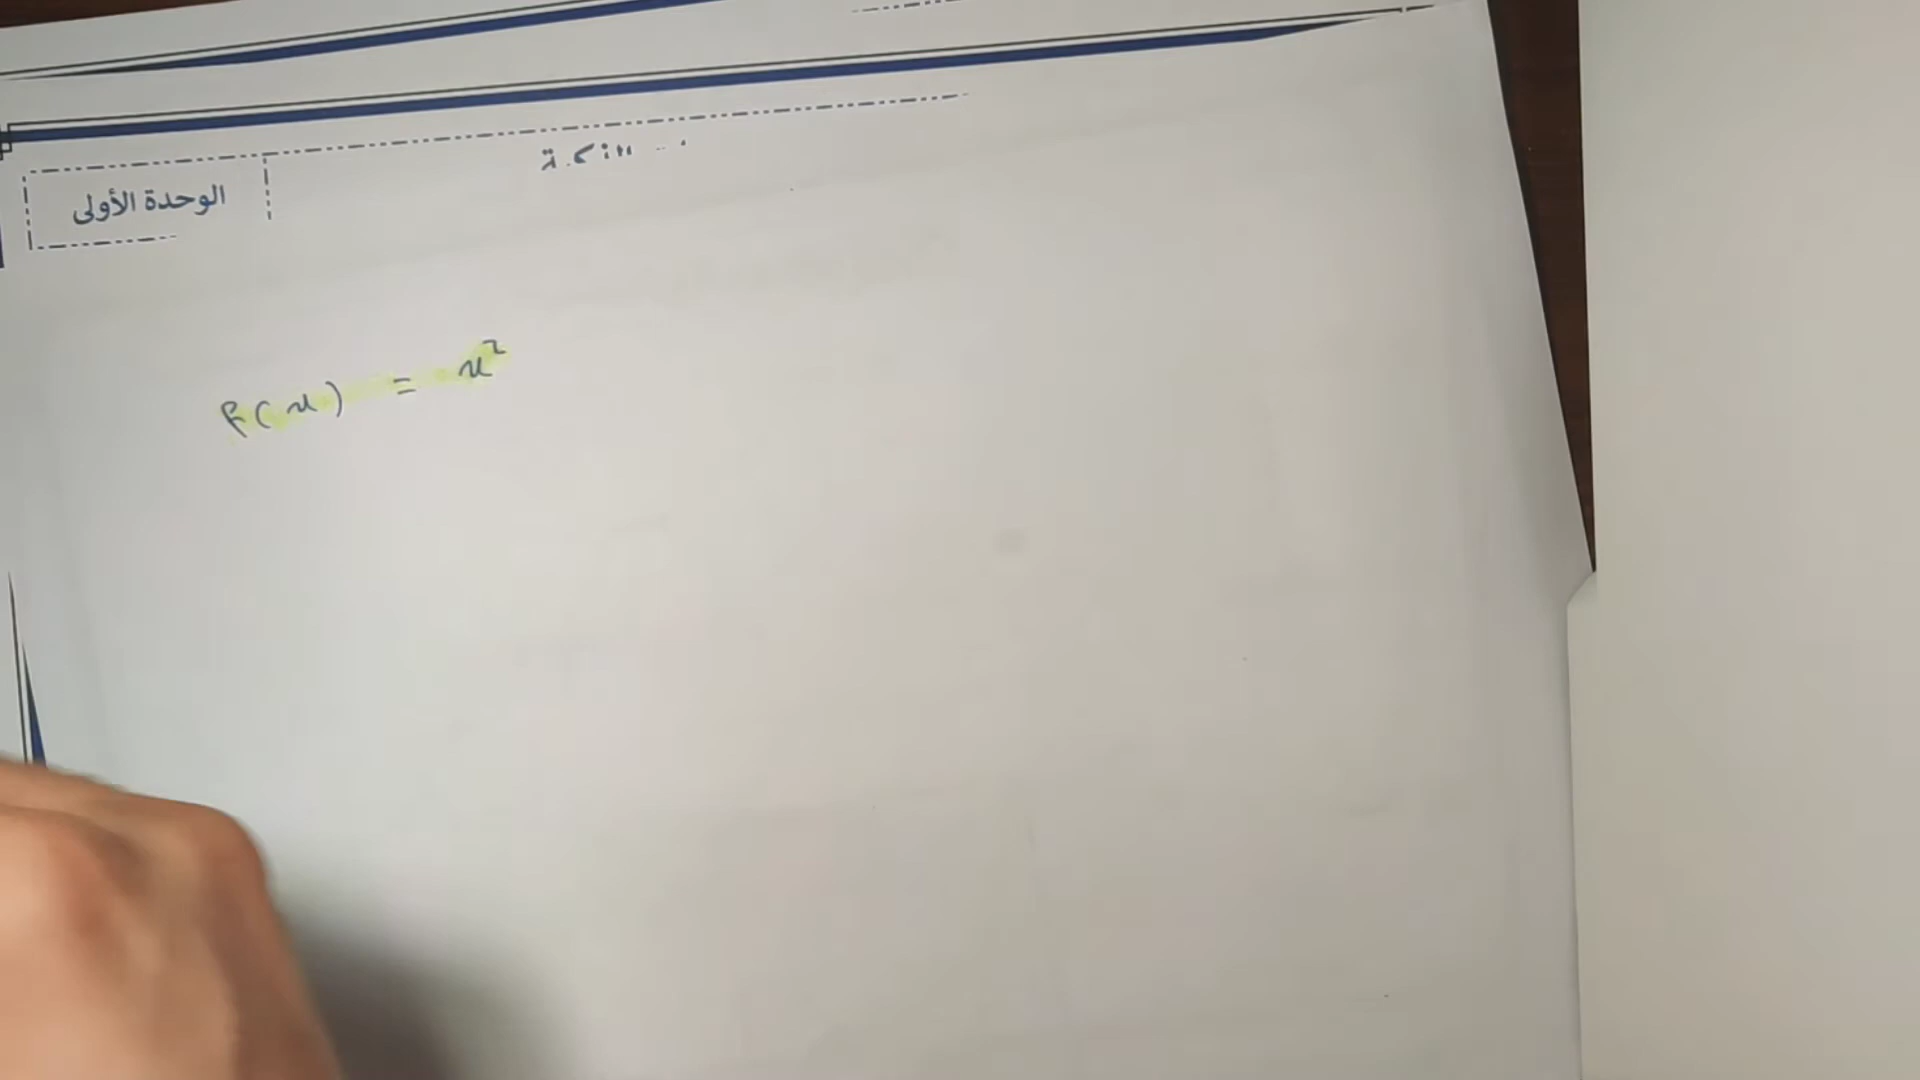 الوحدة الأولى
f(x) = x²